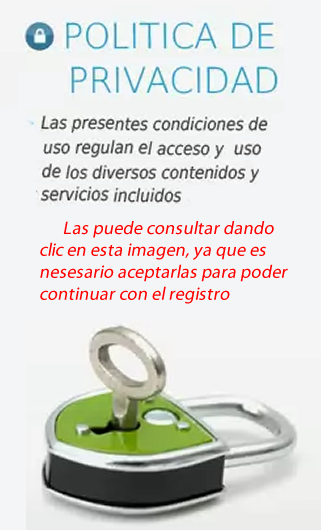 POLITICA DE
PRIVACIDAD
Las presentes condiciones de
uso regulan el acceso y uso
de los diversos contenidos y
servicios incluidos
Las puede consultar dando
clic en esta imagen, ya que es
nesesario aceptarlas para poder
continuar con el registro